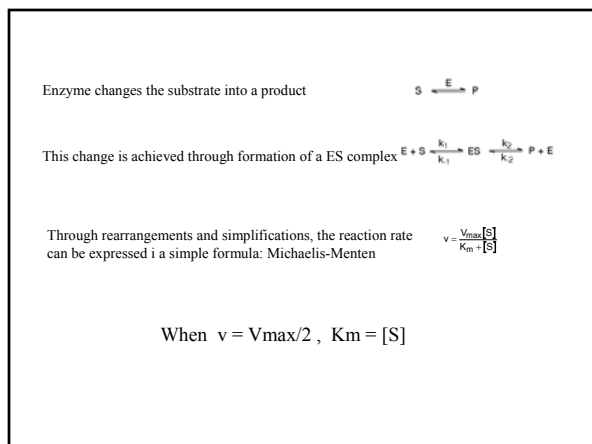 Enzyme changes the substrate into a product S E P
This change is achieved through formation of a ES complex E + S k1 k-1 ES k2 k-2 P + E
Through rearrangements and simplifications, the reaction rate
can be expressed i a simple formula: Michaelis-Menten
v = Vmax[S] / Km + [S]
When v = Vmax/2 , Km = [S]